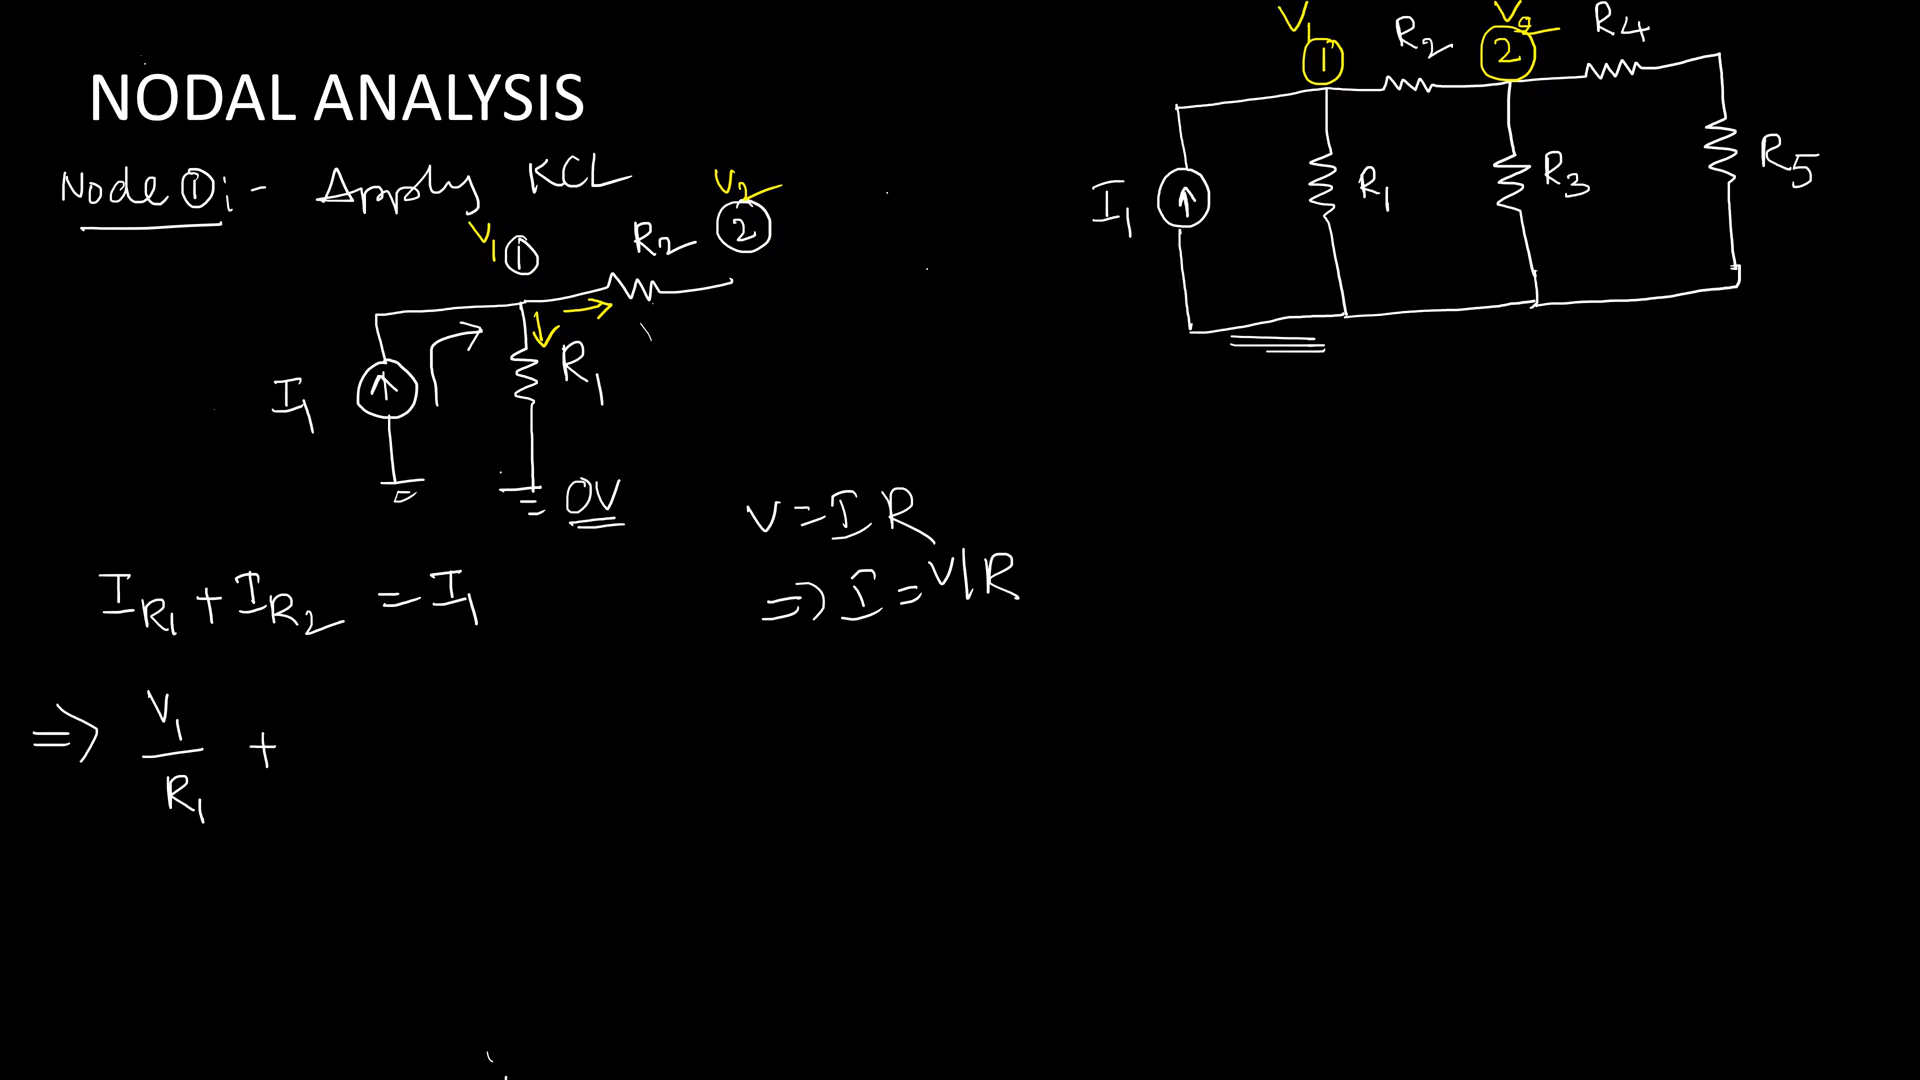 NODAL ANALYSIS
Node ①:- Apply KCL
V1 ① R2 V2 ②
I1 R1
0V
V = IR
⇒ I = V/R
IR1 + IR2 = I1
⇒ V1/R1 +
V1 ① R2 V2 ② R4
I1 R1 R3 R5